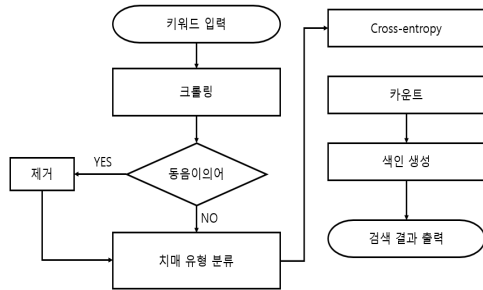 키워드 입력
크롤링
동음이의어
YES
제거
NO
치매 유형 분류
Cross-entropy
카운트
색인 생성
검색 결과 출력